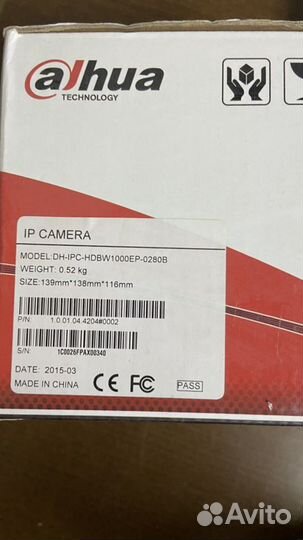 alhua
TECHNOLOGY
IP CAMERA
MODEL:DH-IPC-HDBW1000EP-0280B
WEIGHT: 0.52 kg
SIZE:139mm*138mm*116mm
P/N: 1.0.01.04.4204#0002
S/N: 1C0026FPAX00340
DATE: 2015-03
MADE IN CHINA CE FC PASS
Avito